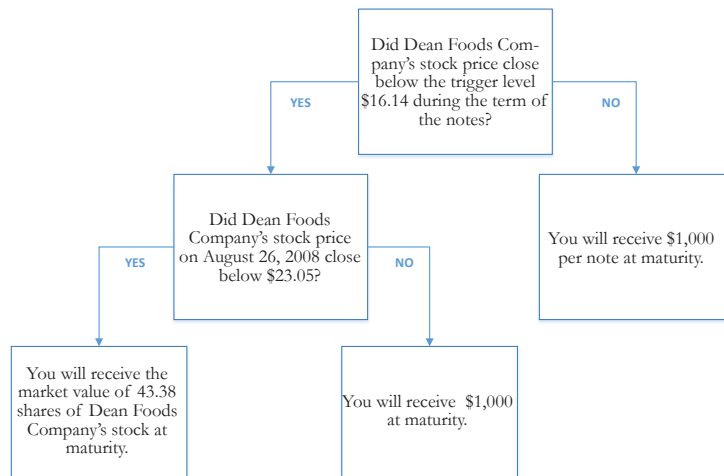 Did Dean Foods Com-
pany's stock price close
below the trigger level
$16.14 during the term of
the notes?
YES
NO
Did Dean Foods
Company's stock price
on August 26, 2008 close
below $23.05?
You will receive $1,000
per note at maturity.
YES
NO
You will receive the
market value of 43.38
shares of Dean Foods
Company's stock at
maturity.
You will receive $1,000
at maturity.